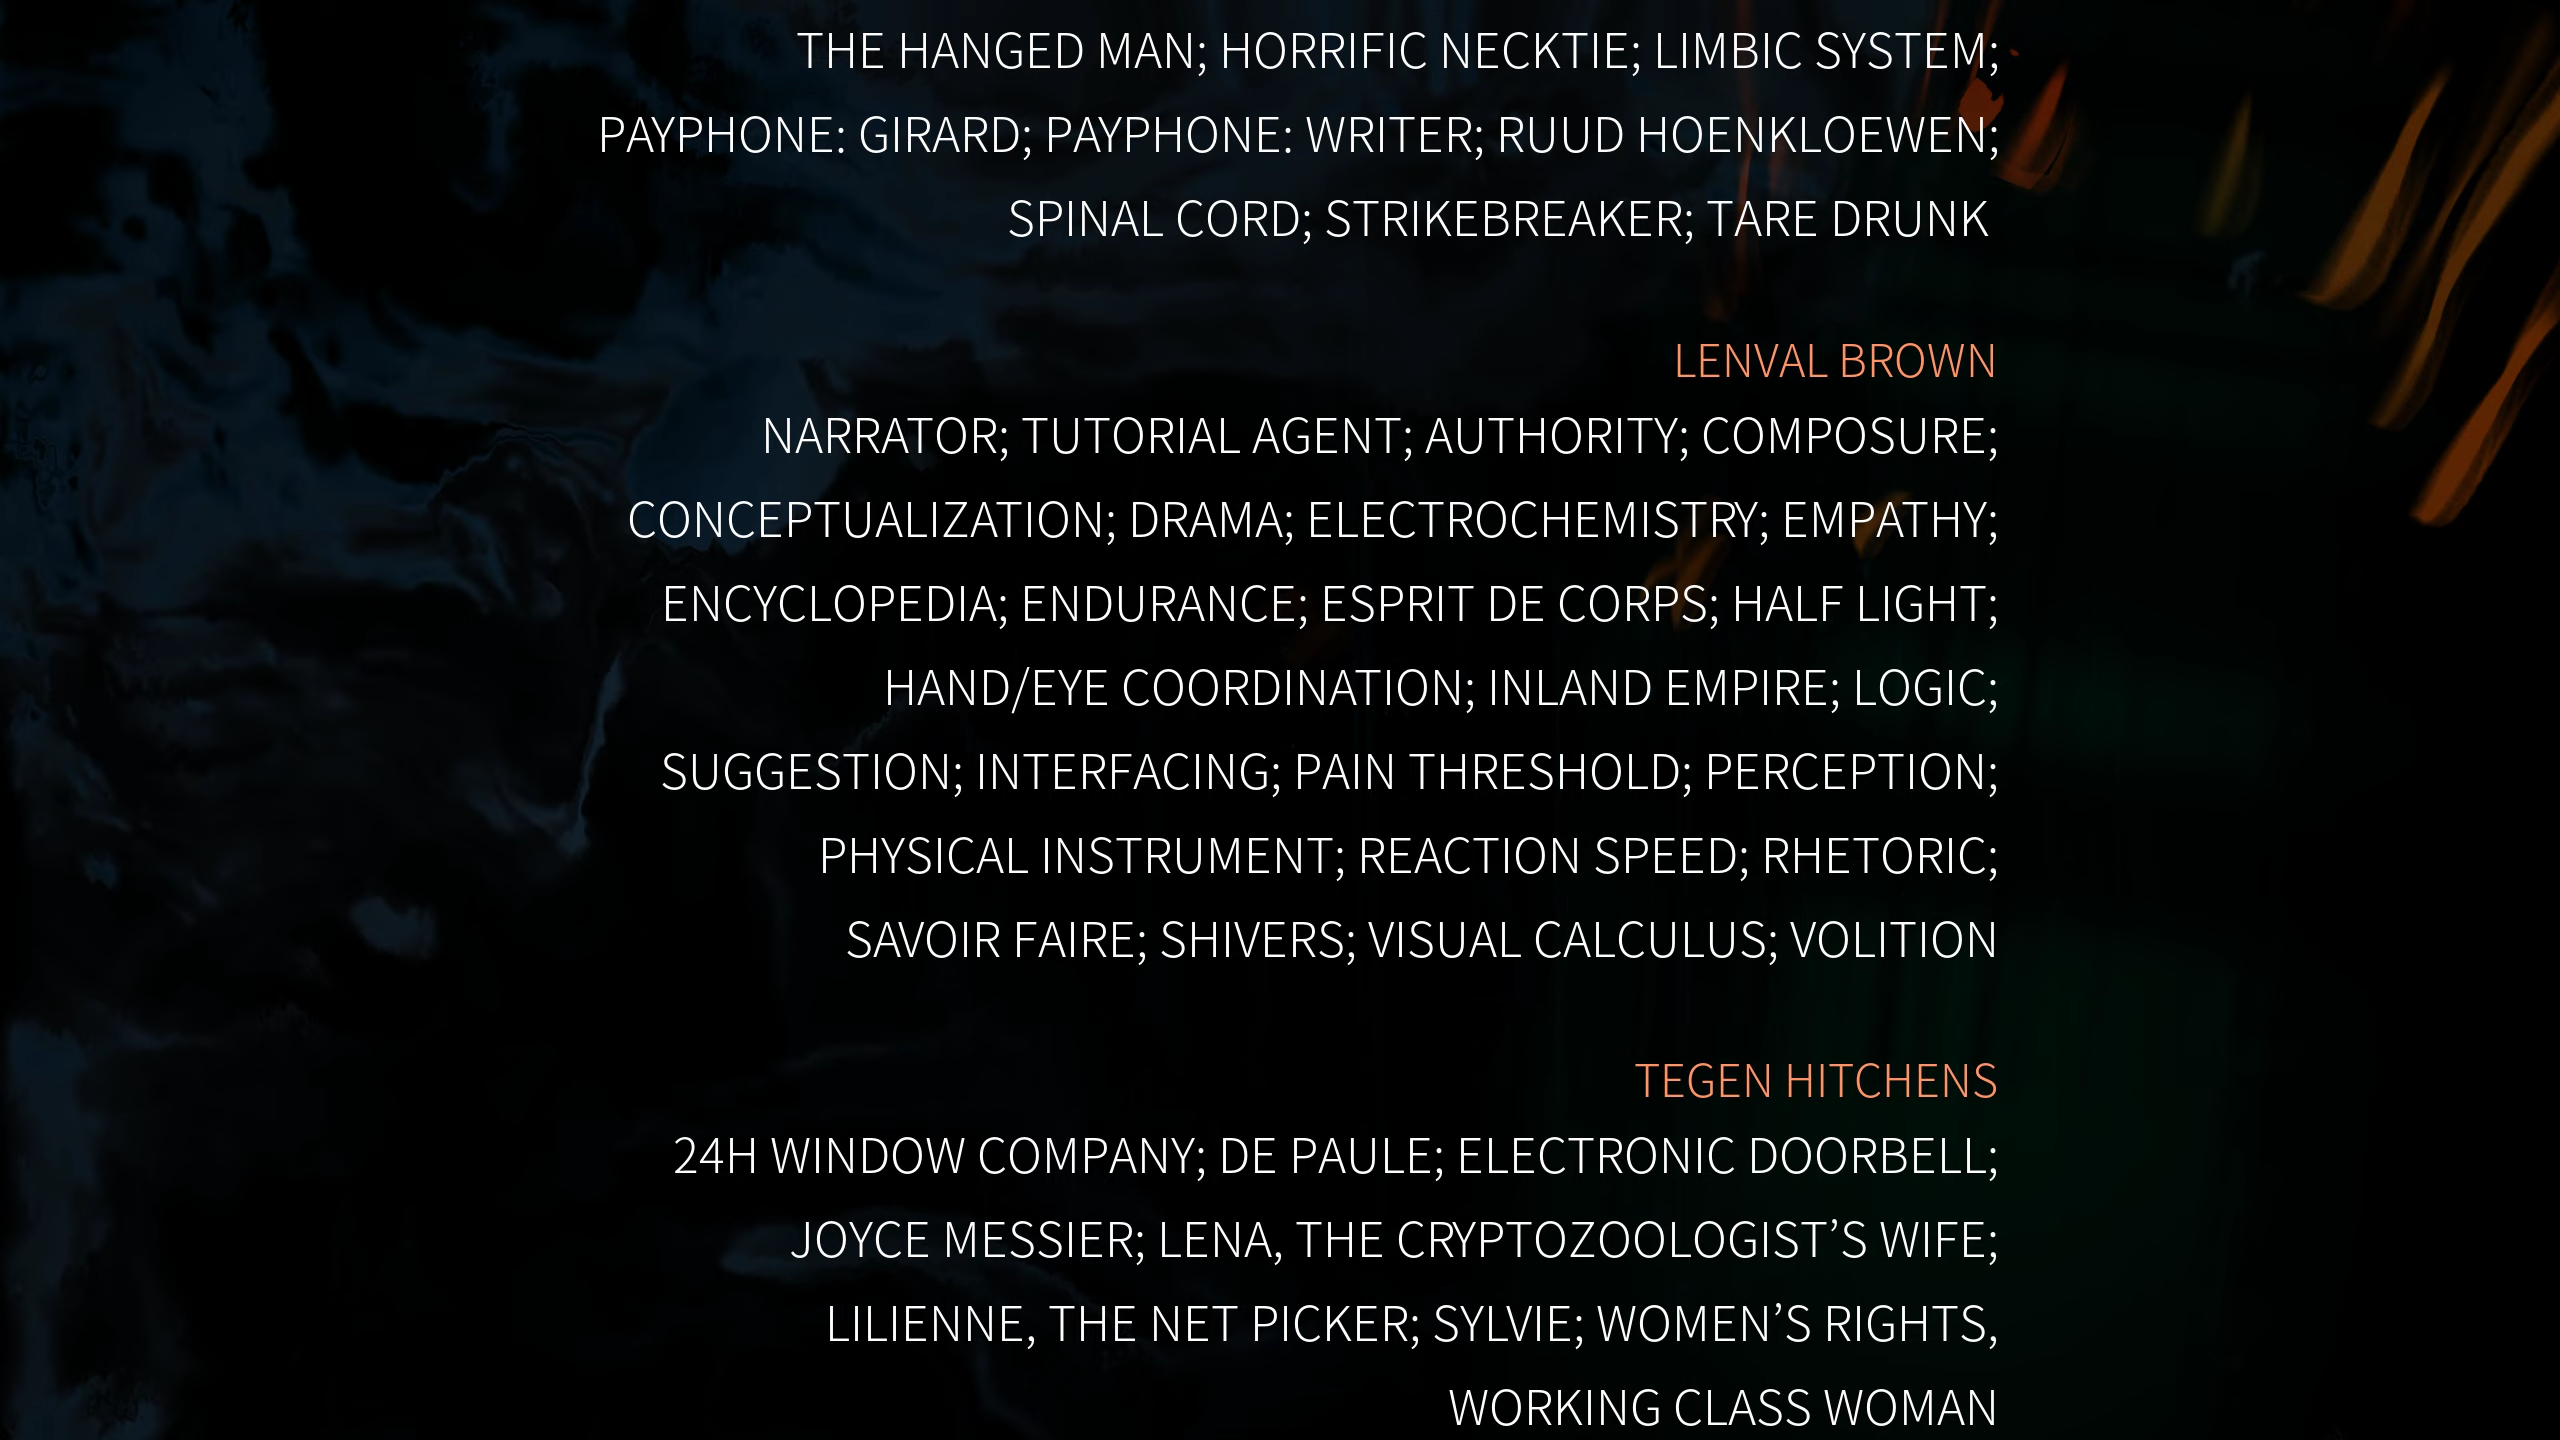 THE HANGED MAN; HORRIFIC NECKTIE; LIMBIC SYSTEM;
PAYPHONE: GIRARD; PAYPHONE: WRITER; RUUD HOENKLOEWEN;
SPINAL CORD; STRIKEBREAKER; TARE DRUNK
LENVAL BROWN
NARRATOR; TUTORIAL AGENT; AUTHORITY; COMPOSURE;
CONCEPTUALIZATION; DRAMA; ELECTROCHEMISTRY; EMPATHY;
ENCYCLOPEDIA; ENDURANCE; ESPRIT DE CORPS; HALF LIGHT;
HAND/EYE COORDINATION; INLAND EMPIRE; LOGIC;
SUGGESTION; INTERFACING; PAIN THRESHOLD; PERCEPTION;
PHYSICAL INSTRUMENT; REACTION SPEED; RHETORIC;
SAVOIR FAIRE; SHIVERS; VISUAL CALCULUS; VOLITION
TEGEN HITCHENS
24H WINDOW COMPANY; DE PAULE; ELECTRONIC DOORBELL;
JOYCE MESSIER; LENA, THE CRYPTOZOOLOGIST’S WIFE;
LILIENNE, THE NET PICKER; SYLVIE; WOMEN’S RIGHTS,
WORKING CLASS WOMAN